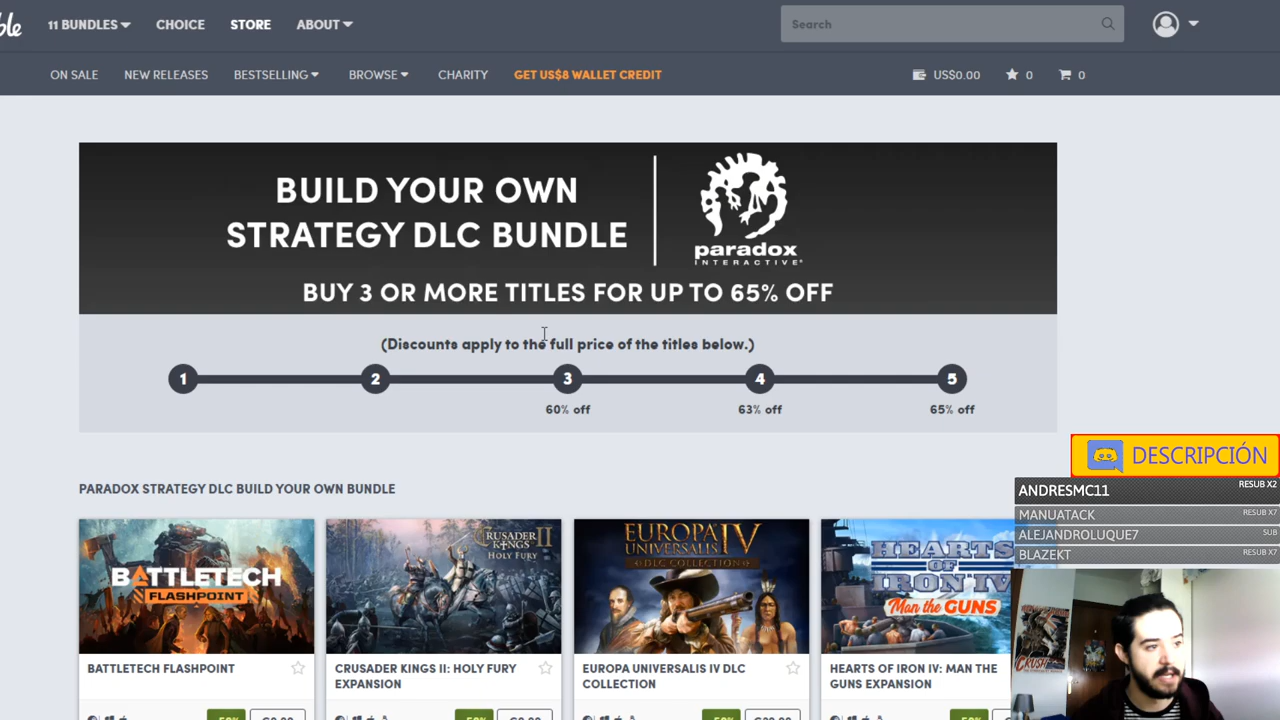 ble
11 BUNDLES
CHOICE
STORE
ABOUT
Search
ON SALE
NEW RELEASES
BESTSELLING
BROWSE
CHARITY
GET US$8 WALLET CREDIT
US$0.00
0
0
BUILD YOUR OWN
STRATEGY DLC BUNDLE
paradox
INTERACTIVE
BUY 3 OR MORE TITLES FOR UP TO 65% OFF
(Discounts apply to the full price of the titles below.)
1
2
3
4
5
60% off
63% off
65% off
DESCRIPCIÓN
ANDRESMC11
RESUB X2
MANUATACK
RESUB X7
ALEJANDROLUQUE7
SUB
BLAZEKT
RESUB X7
PARADOX STRATEGY DLC BUILD YOUR OWN BUNDLE
BATTLETECH
FLASHPOINT
CRUSADER
KINGS II
HOLY FURY
EUROPA
UNIVERSALIS IV
DLC COLLECTION
HEARTS
OF
IRON IV
Man the GUNS
BATTLETECH FLASHPOINT
CRUSADER KINGS II: HOLY FURY
EXPANSION
EUROPA UNIVERSALIS IV DLC
COLLECTION
HEARTS OF IRON IV: MAN THE
GUNS EXPANSION